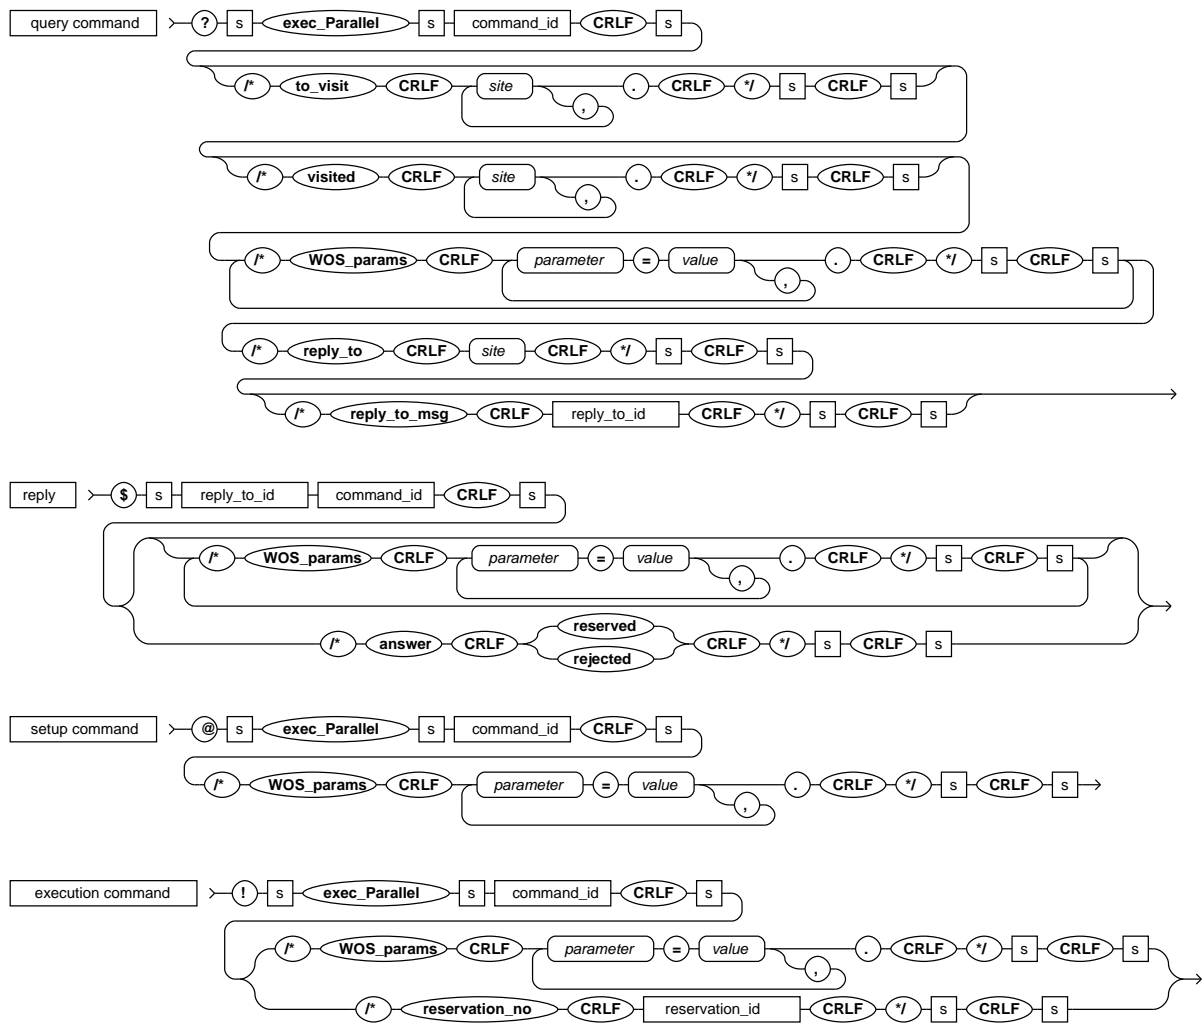 query command ? s exec_Parallel s command_id CRLF s
/* to_visit CRLF site . CRLF */ s CRLF s
,
/* visited CRLF site . CRLF */ s CRLF s
,
/* WOS_params CRLF parameter = value . CRLF */ s CRLF s
,
/* reply_to CRLF site CRLF */ s CRLF s
/* reply_to_msg CRLF reply_to_id CRLF */ s CRLF s
reply $ s reply_to_id command_id CRLF s
/* WOS_params CRLF parameter = value . CRLF */ s CRLF s
,
reserved
/* answer CRLF CRLF */ s CRLF s
rejected
setup command @ s exec_Parallel s command_id CRLF s
/* WOS_params CRLF parameter = value . CRLF */ s CRLF s
,
execution command ! s exec_Parallel s command_id CRLF s
/* WOS_params CRLF parameter = value . CRLF */ s CRLF s
,
/* reservation_no CRLF reservation_id CRLF */ s CRLF s